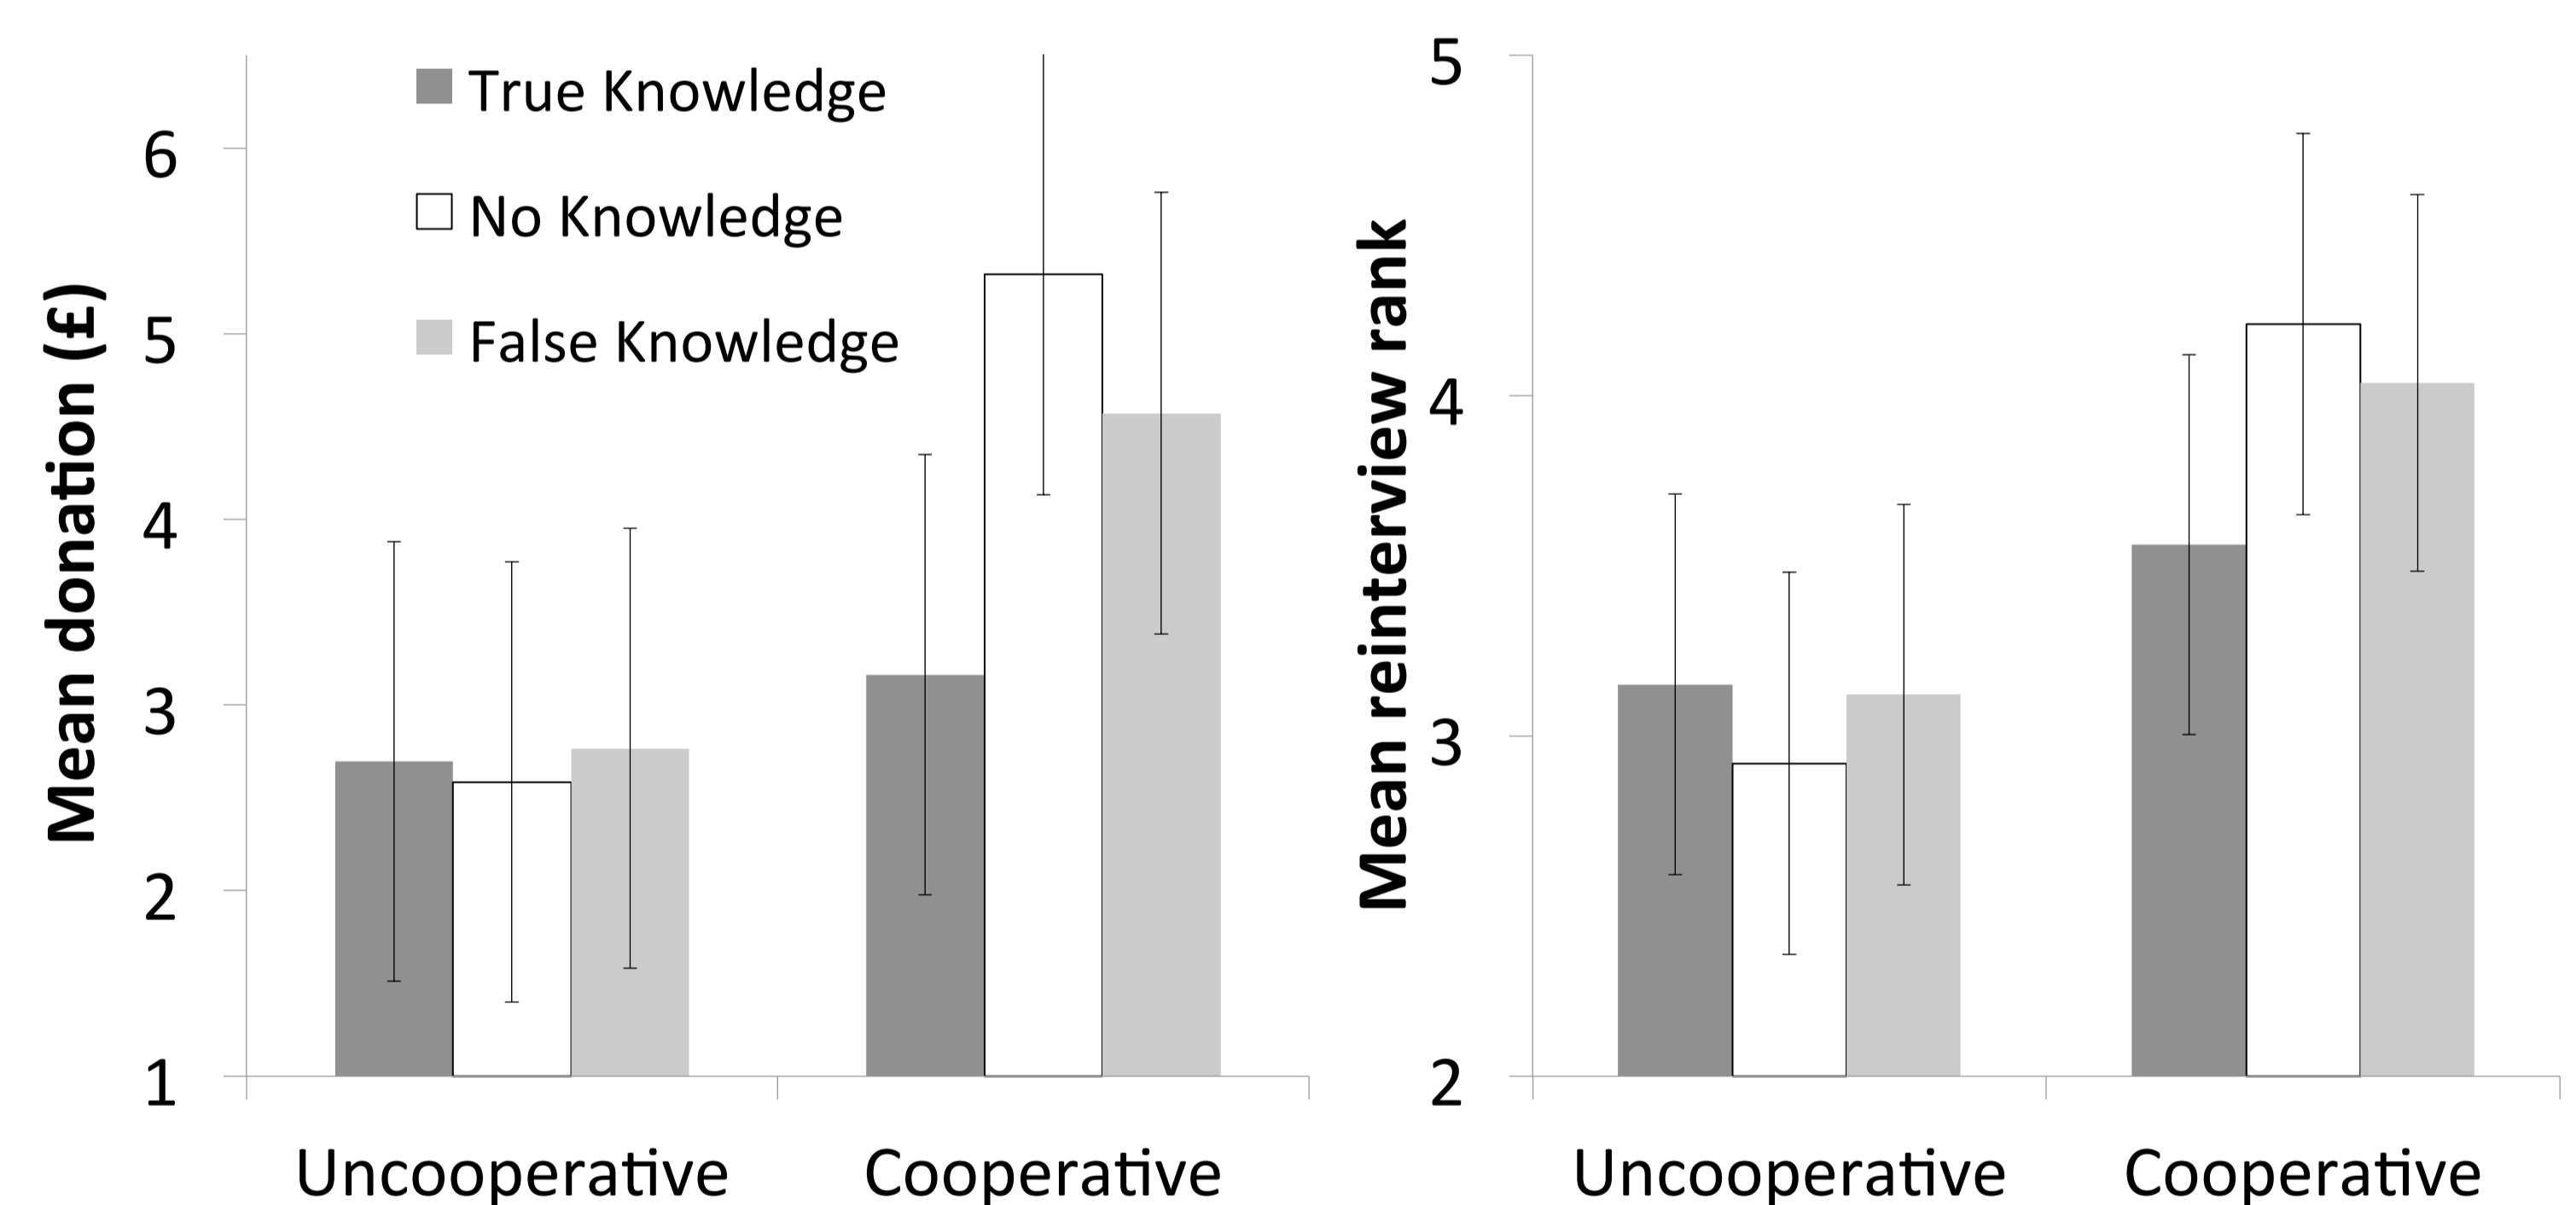 Mean donation (£)
6
5
4
3
2
1
True Knowledge
No Knowledge
False Knowledge
Uncooperative
Cooperative
Mean reinterview rank
5
4
3
2
Uncooperative
Cooperative